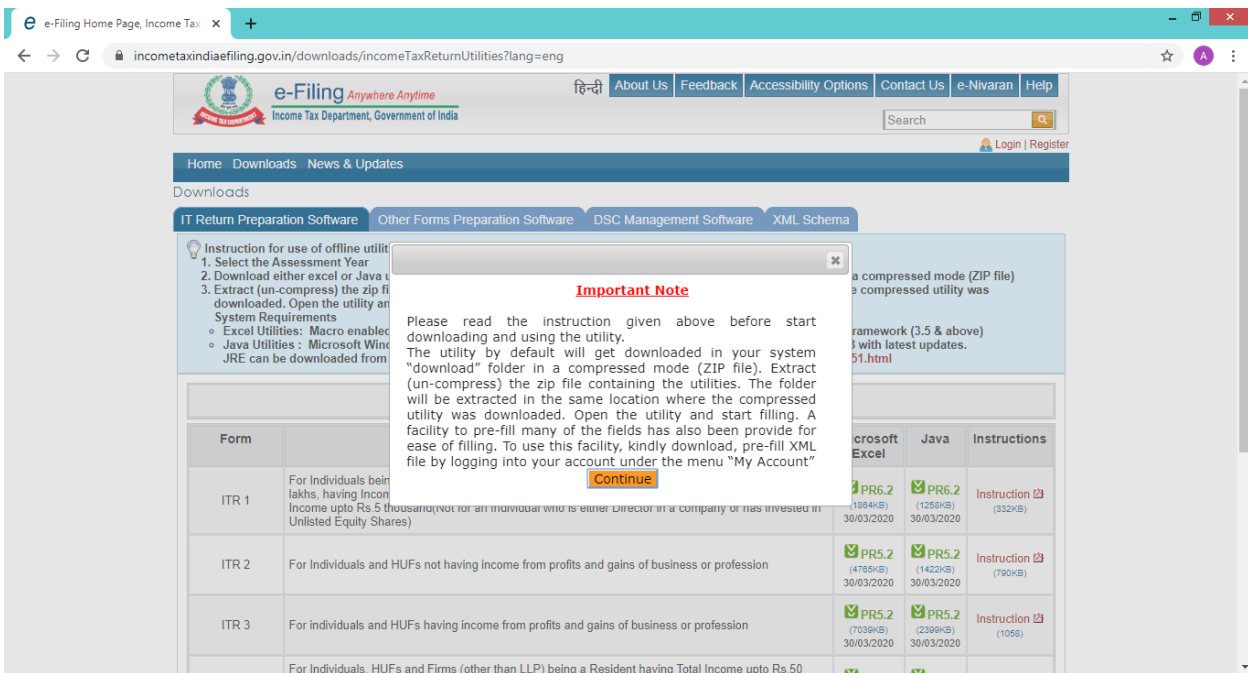 e-Filing Home Page, Income Tax
incometaxindiaefiling.gov.in/downloads/incomeTaxReturnUtilities?lang=eng
A
e-Filing Anywhere Anytime
Income Tax Department, Government of India
INCOME TAX DEPARTMENT
हिन्दी About Us Feedback Accessibility Options Contact Us e-Nivaran Help
Search
Login | Register
Home Downloads News & Updates
Downloads
IT Return Preparation Software Other Forms Preparation Software DSC Management Software XML Schema
Instruction for use of offline utilit
1. Select the Assessment Year
2. Download either excel or Java u a compressed mode (ZIP file)
3. Extract (un-compress) the zip fi e compressed utility was
downloaded. Open the utility an
System Requirements
Excel Utilities: Macro enabled ramework (3.5 & above)
Java Utilities : Microsoft Wind with latest updates.
JRE can be downloaded from 51.html
Important Note
Please read the instruction given above before start
downloading and using the utility.
The utility by default will get downloaded in your system
“download” folder in a compressed mode (ZIP file). Extract
(un-compress) the zip file containing the utilities. The folder
will be extracted in the same location where the compressed
utility was downloaded. Open the utility and start filling. A
facility to pre-fill many of the fields has also been provide for
ease of filling. To use this facility, kindly download, pre-fill XML
file by logging into your account under the menu “My Account”
Continue
Form crosoft Excel Java Instructions
ITR 1
For Individuals bein
lakhs, having Incon
Income upto Rs.5 thousand(Not for an individual who is either Director in a company or has invested in
Unlisted Equity Shares)
PR6.2 (1864KB) 30/03/2020
PR6.2 (1258KB) 30/03/2020
Instruction (332KB)
ITR 2
For Individuals and HUFs not having income from profits and gains of business or profession
PR5.2 (4765KB) 30/03/2020
PR5.2 (1422KB) 30/03/2020
Instruction (790KB)
ITR 3
For individuals and HUFs having income from profits and gains of business or profession
PR5.2 (7039KB) 30/03/2020
PR5.2 (2399KB) 30/03/2020
Instruction (1058)
For Individuals, HUFs and Firms (other than LLP) being a Resident having Total Income upto Rs.50